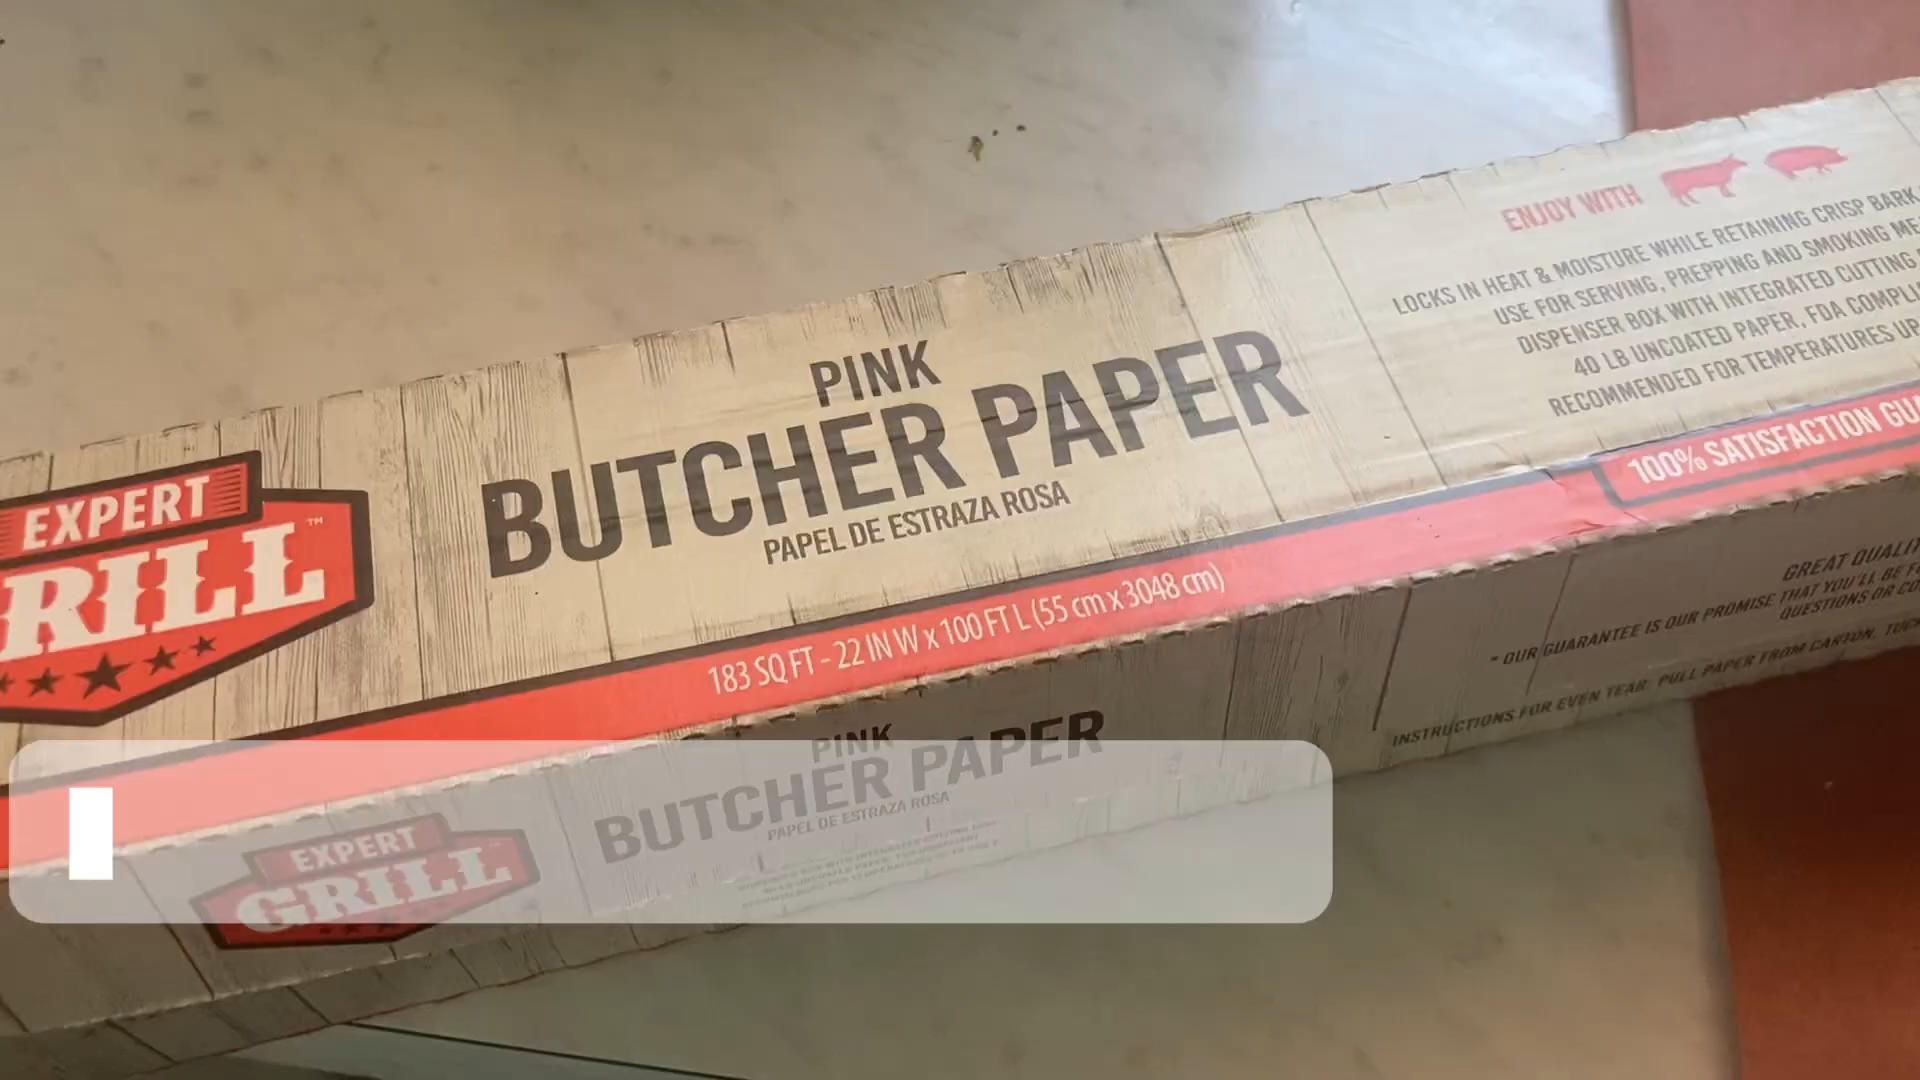 ENJOY WITH
LOCKS IN HEAT & MOISTURE WHILE RETAINING CRISP BARK
USE FOR SERVING, PREPPING AND SMOKING
DISPENSER BOX WITH INTEGRATED CUTTING
40 LB UNCOATED PAPER, FDA
RECOMMENDED FOR TEMPERATURES
PINK
BUTCHER PAPER
PAPEL DE ESTRAZA ROSA
EXPERT
RILL™
183 SQ FT - 22 IN W x 100 FT L (55 cm x 3048 cm)
100% SATISFACTION
GREAT
THAT YOU'LL BE
QUESTIONS OR
* OUR GUARANTEE IS OUR PROMISE
INSTRUCTIONS FOR EVEN TEAR: PULL PAPER FROM CARTON,
PINK
BUTCHER PAPER
PAPEL DE ESTRAZA ROSA
EXPERT
GRILL